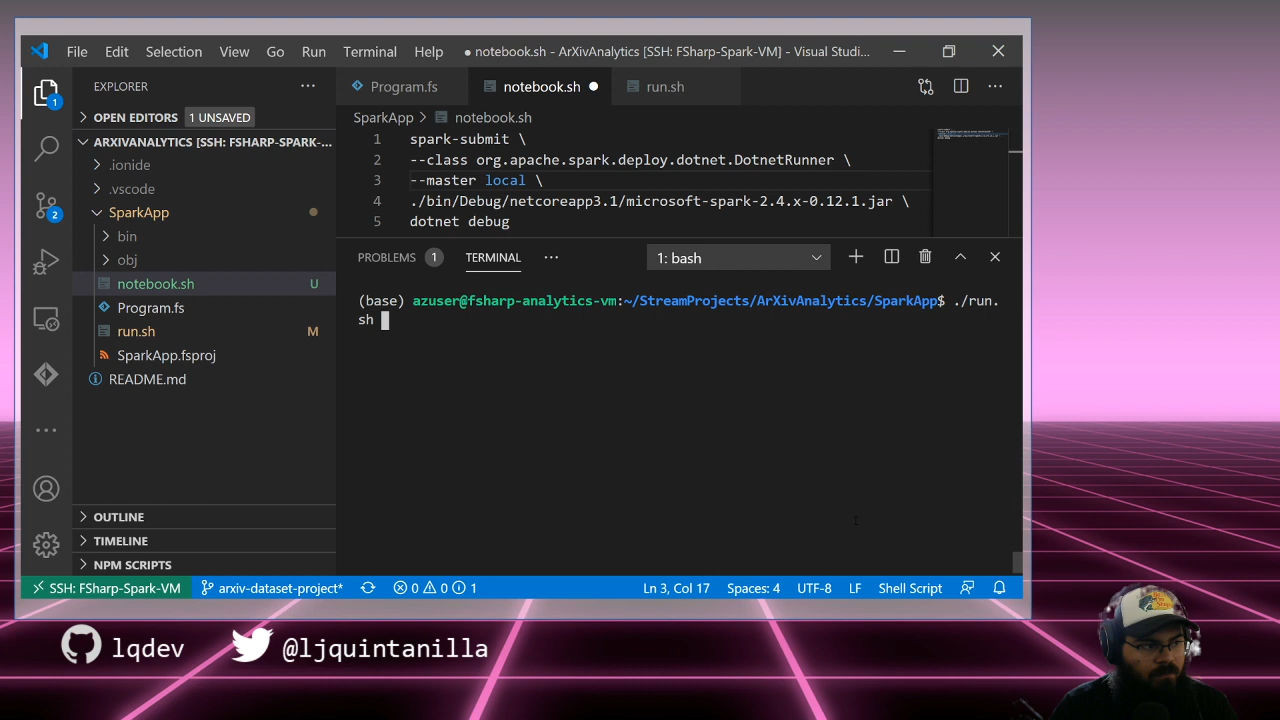 File Edit Selection View Go Run Terminal Help ● notebook.sh - ArXivAnalytics [SSH: FSharp-Spark-VM] - Visual Studi...
EXPLORER ···
OPEN EDITORS 1 UNSAVED
ARXIVANALYTICS [SSH: FSHARP-SPARK-...
.ionide
.vscode
SparkApp
bin
obj
notebook.sh U
Program.fs
run.sh M
SparkApp.fsproj
README.md
OUTLINE
TIMELINE
NPM SCRIPTS
1
2
Program.fs notebook.sh run.sh
SparkApp > notebook.sh
1 spark-submit \
2 --class org.apache.spark.deploy.dotnet.DotnetRunner \
3 --master local \
4 ./bin/Debug/netcoreapp3.1/microsoft-spark-2.4.x-0.12.1.jar \
5 dotnet debug
PROBLEMS 1 TERMINAL ··· 1: bash
(base) azuser@fsharp-analytics-vm:~/StreamProjects/ArXivAnalytics/SparkApp$ ./run.
sh
SSH: FSharp-Spark-VM arxiv-dataset-project* 0 0 1 Ln 3, Col 17 Spaces: 4 UTF-8 LF Shell Script
lqdev @ljquintanilla